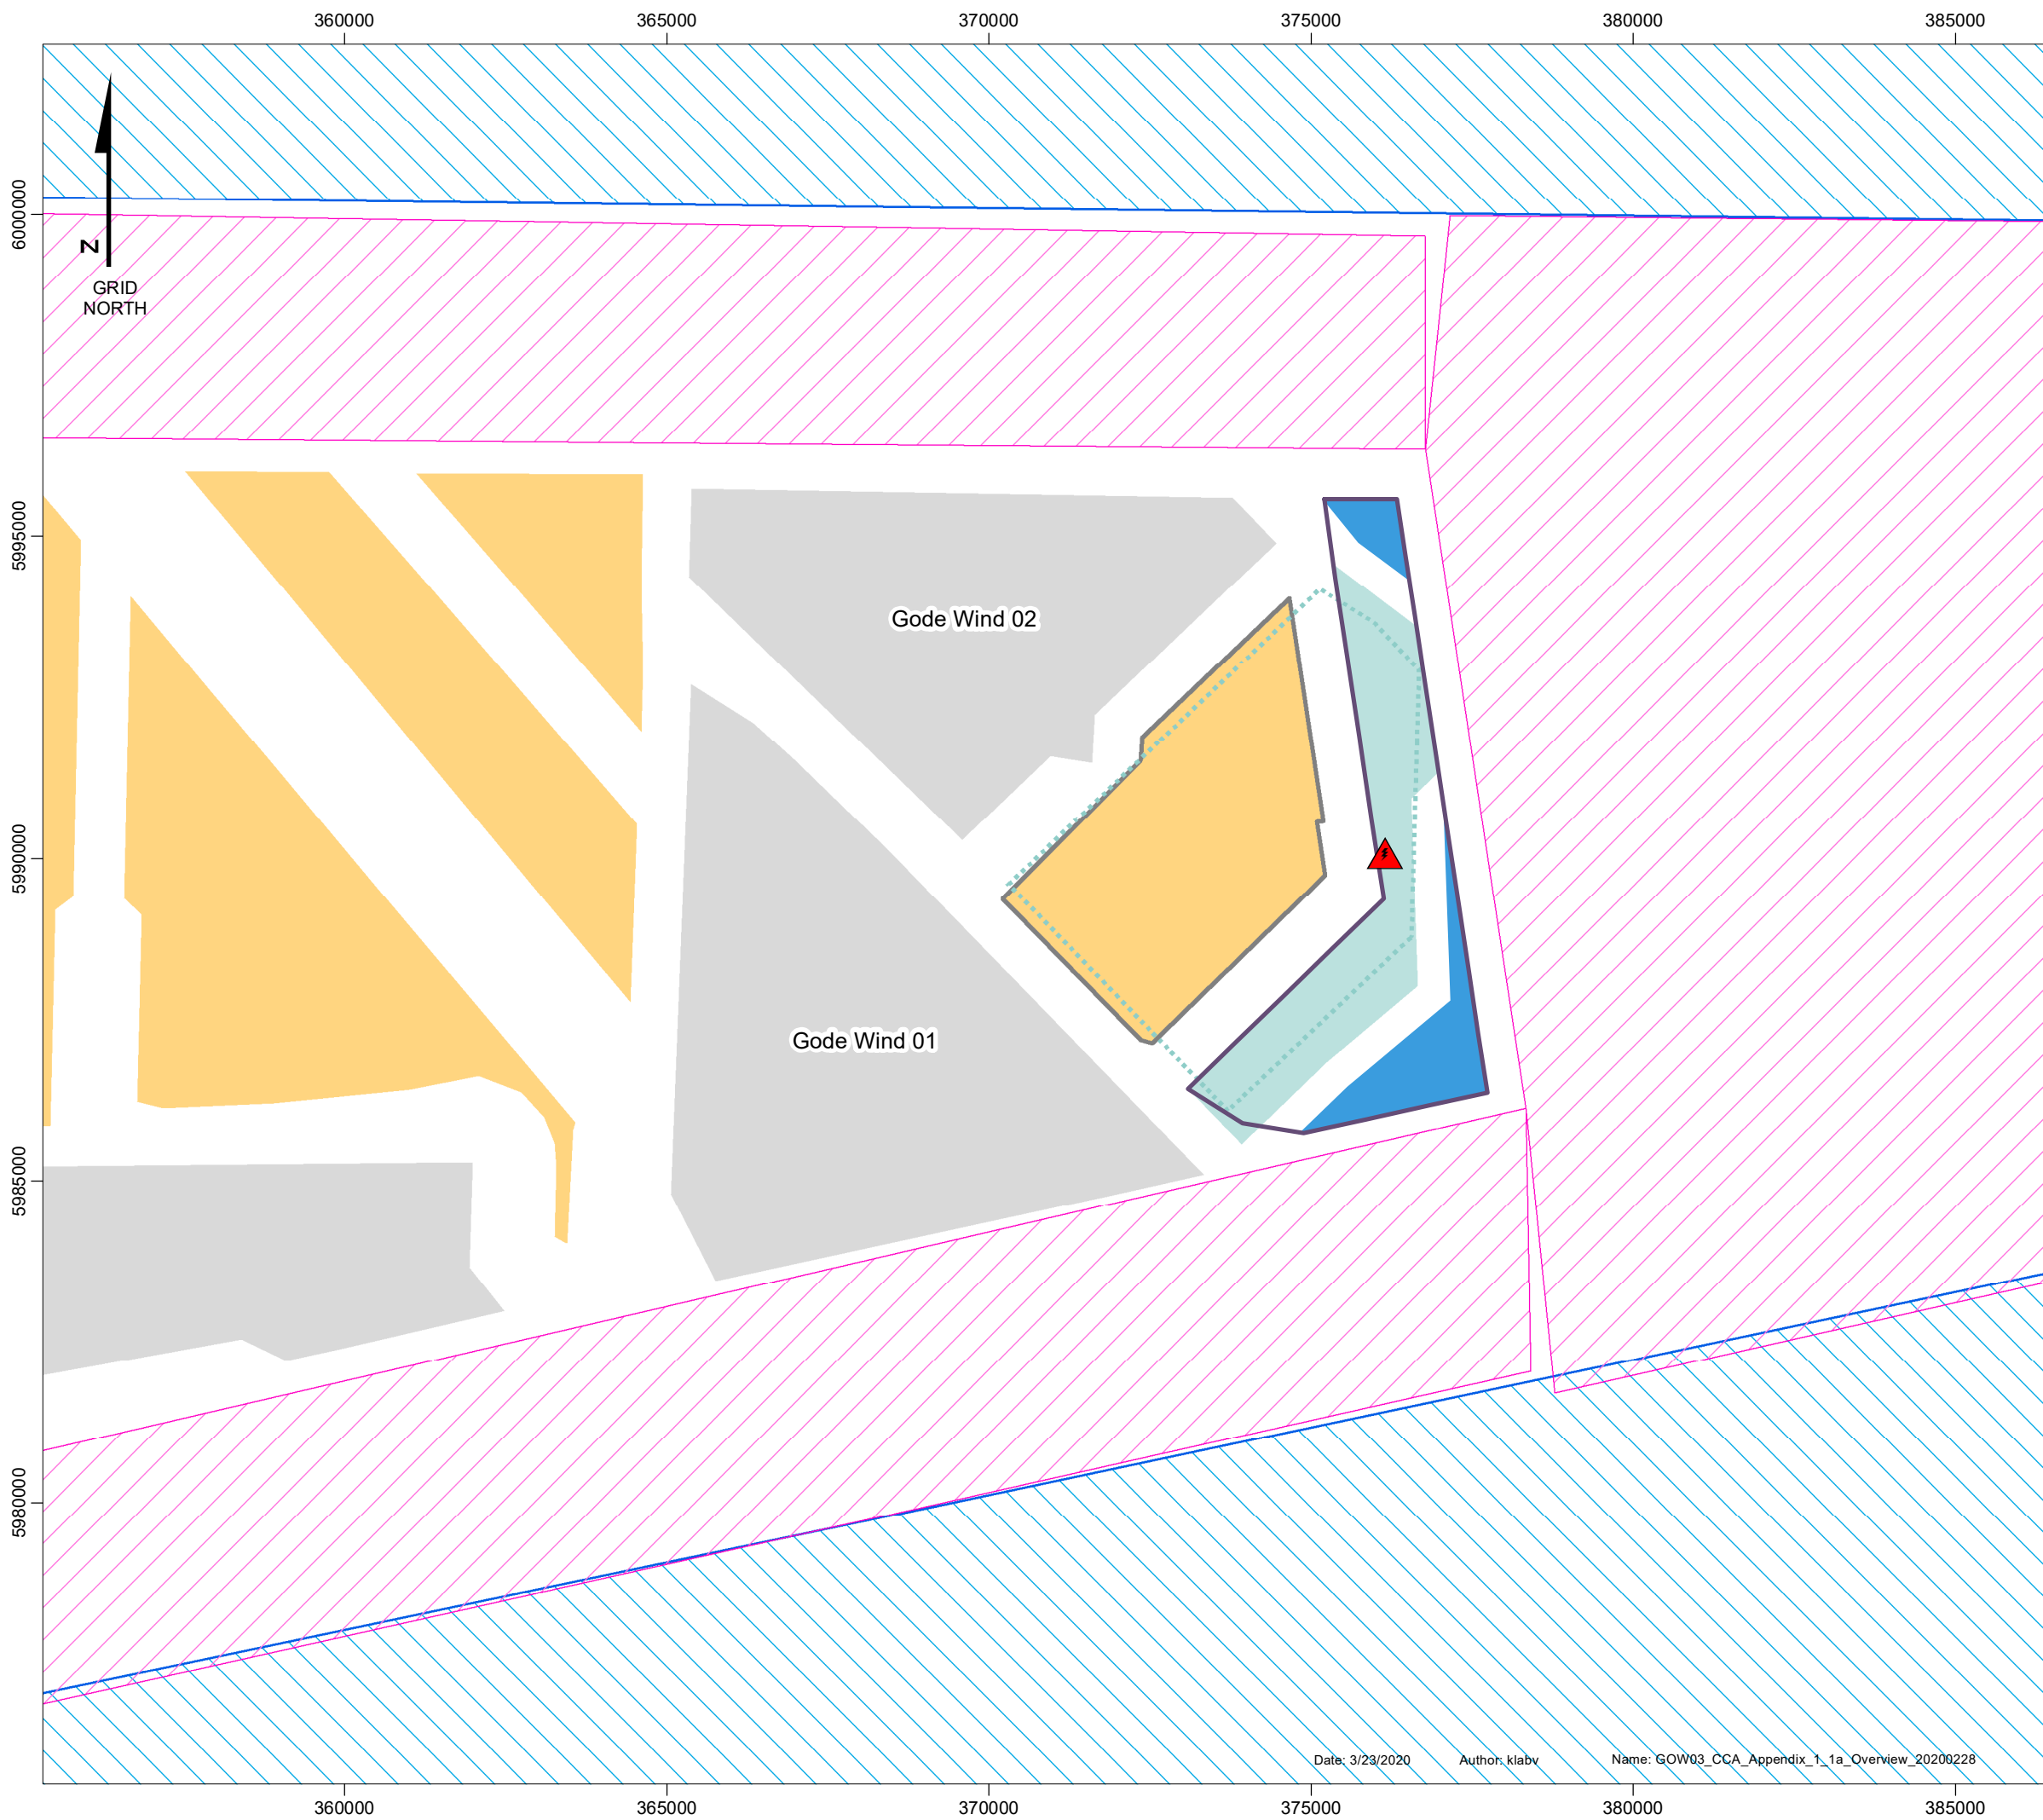 360000 365000 370000 375000 380000 385000
6000000
N
GRID
NORTH
5995000
Gode Wind 02
5990000
Gode Wind 01
5985000
5980000
Date: 3/23/2020 Author: klabv Name: GOW03_CCA_Appendix_1_1a_Overview_20200228
360000 365000 370000 375000 380000 385000